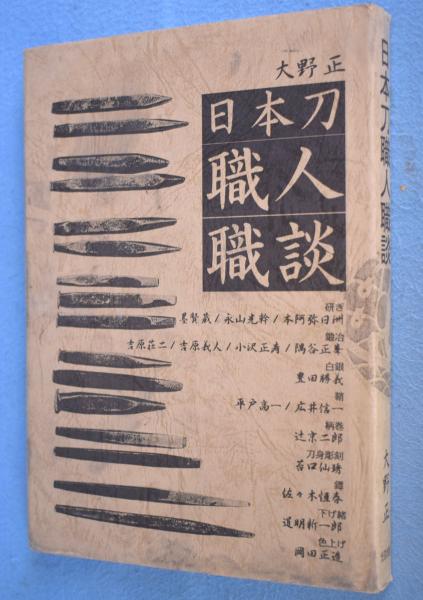 大野 正
日本刀
職人
職談
研ぎ
墨賢蔵/永山光幹/本阿弥日洲
鍛冶
吉原荘二/吉原義人/小沢正寿/隅谷正峯
白銀
豊田勝義
鞘
平戸高一/広井信一
柄巻
辻京二郎
刀身彫刻
苔口仙琇
鐔
佐々木恒春
下げ緒
道明新一郎
色上げ
岡田正造
日本刀職人職談
大野 正